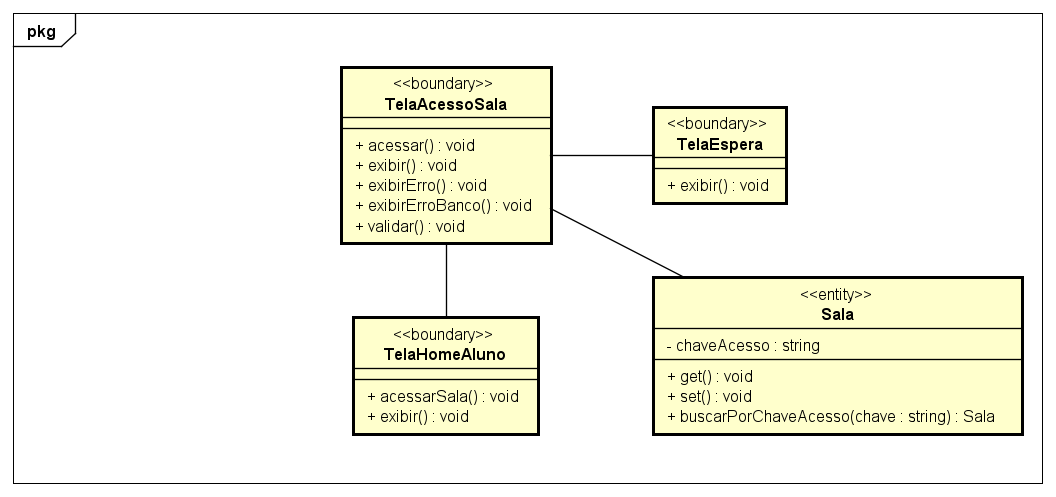 pkg
<<boundary>>
TelaAcessoSala
+ acessar() : void
+ exibir() : void
+ exibirErro() : void
+ exibirErroBanco() : void
+ validar() : void
<<boundary>>
TelaEspera
+ exibir() : void
<<boundary>>
TelaHomeAluno
+ acessarSala() : void
+ exibir() : void
<<entity>>
Sala
- chaveAcesso : string
+ get() : void
+ set() : void
+ buscarPorChaveAcesso(chave : string) : Sala